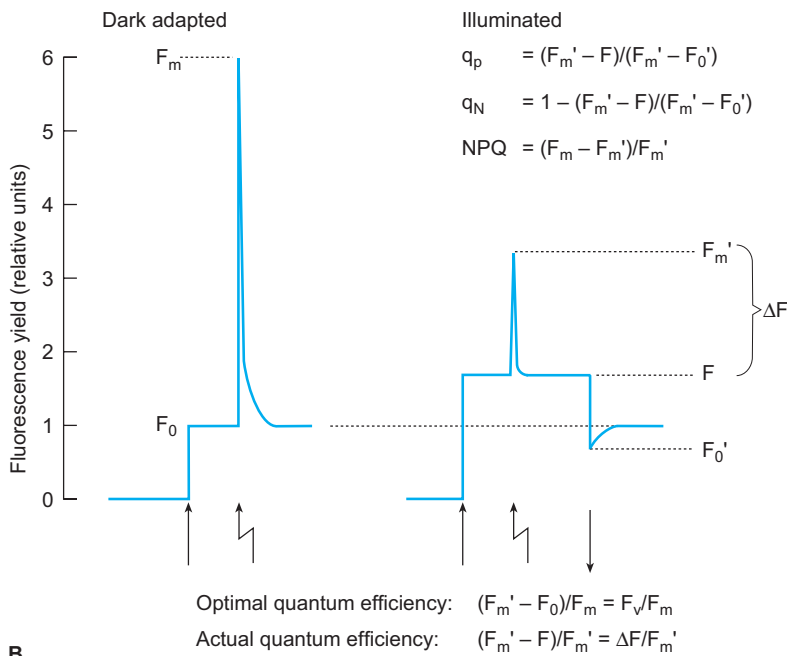 Dark adapted
Illuminated
qp = (Fm' – F)/(Fm' – F0')
qN = 1 – (Fm' – F)/(Fm' – F0')
NPQ = (Fm – Fm')/Fm'
Fluorescence yield (relative units)
6
5
4
3
2
1
0
Fm
F0
Fm'
ΔF
F
F0'
Optimal quantum efficiency: (Fm' – F0)/Fm = Fv/Fm
Actual quantum efficiency: (Fm' – F)/Fm' = ΔF/Fm'
B